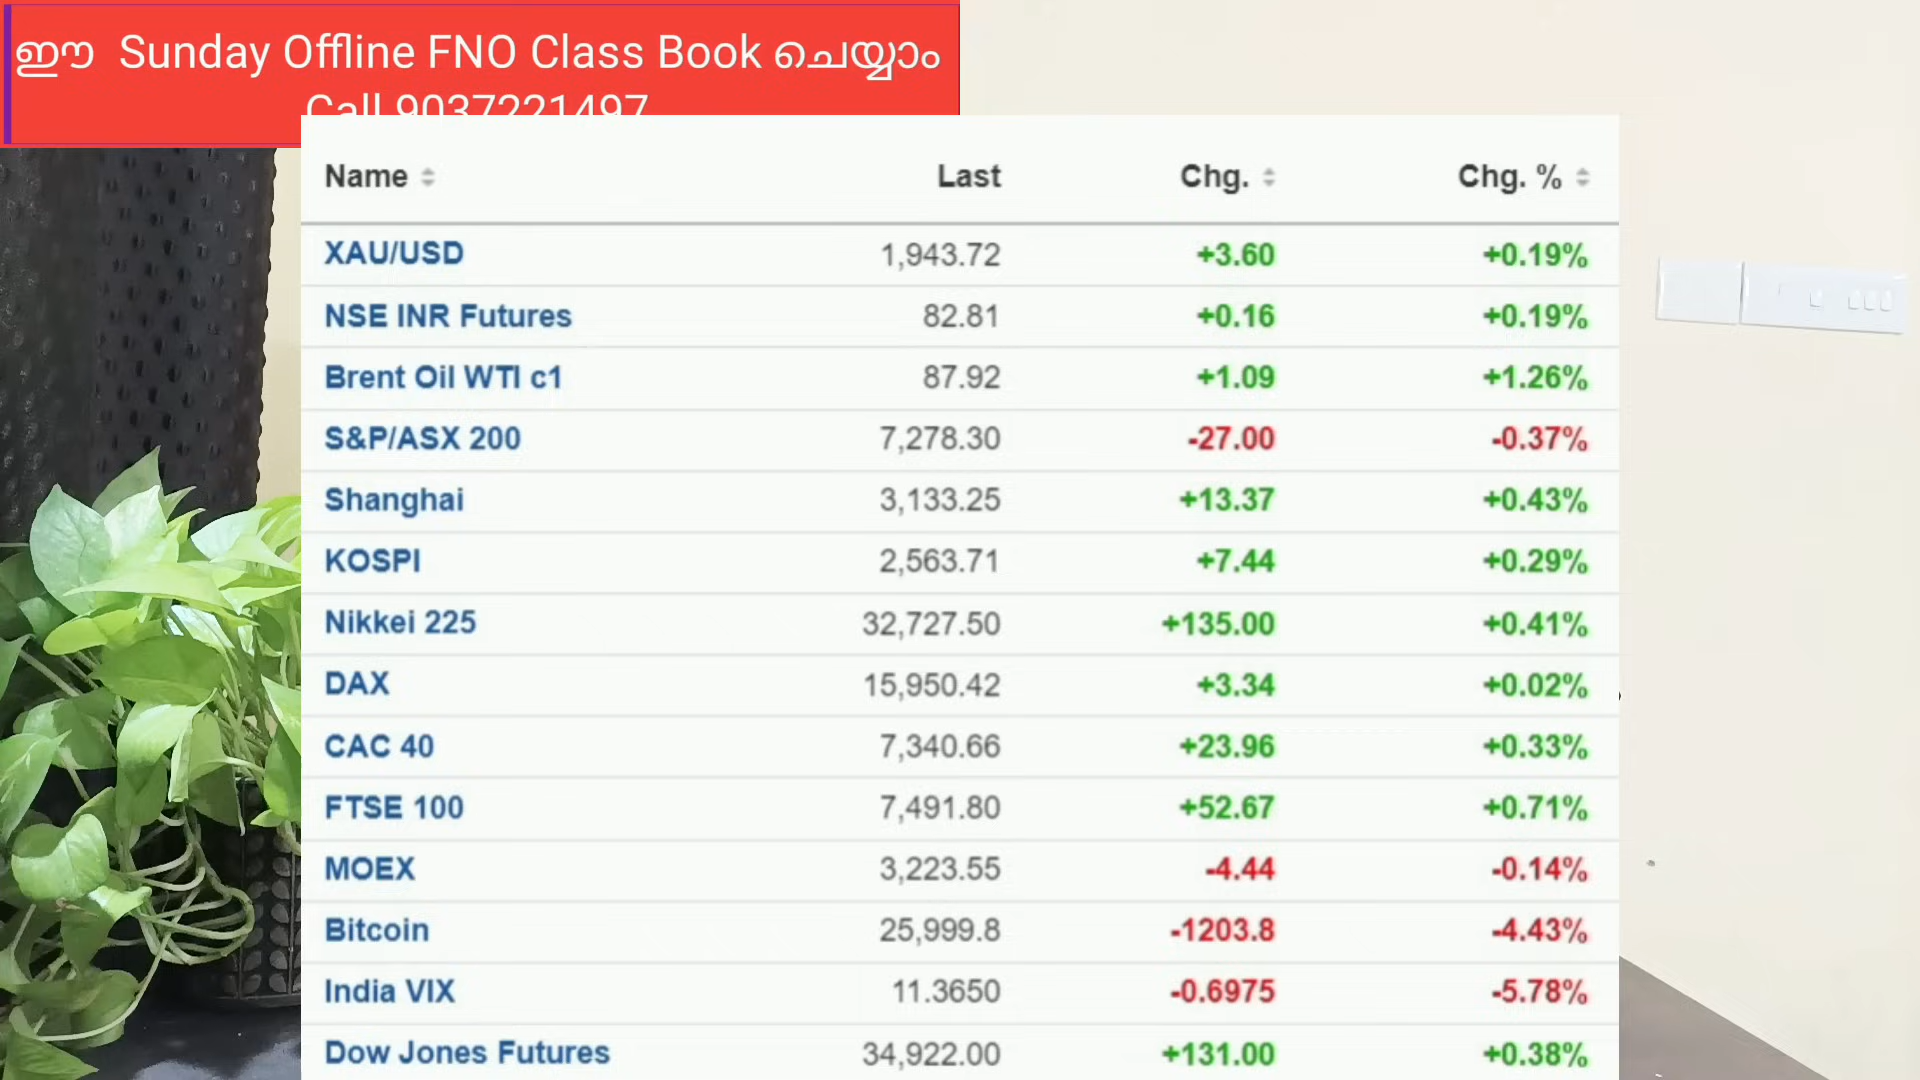 ഈ Sunday Offline FNO Class Book ചെയ്യാം
Call 9037221497
Name Last Chg. Chg. %
XAU/USD 1,943.72 +3.60 +0.19%
NSE INR Futures 82.81 +0.16 +0.19%
Brent Oil WTI c1 87.92 +1.09 +1.26%
S&P/ASX 200 7,278.30 -27.00 -0.37%
Shanghai 3,133.25 +13.37 +0.43%
KOSPI 2,563.71 +7.44 +0.29%
Nikkei 225 32,727.50 +135.00 +0.41%
DAX 15,950.42 +3.34 +0.02%
CAC 40 7,340.66 +23.96 +0.33%
FTSE 100 7,491.80 +52.67 +0.71%
MOEX 3,223.55 -4.44 -0.14%
Bitcoin 25,999.8 -1203.8 -4.43%
India VIX 11.3650 -0.6975 -5.78%
Dow Jones Futures 34,922.00 +131.00 +0.38%